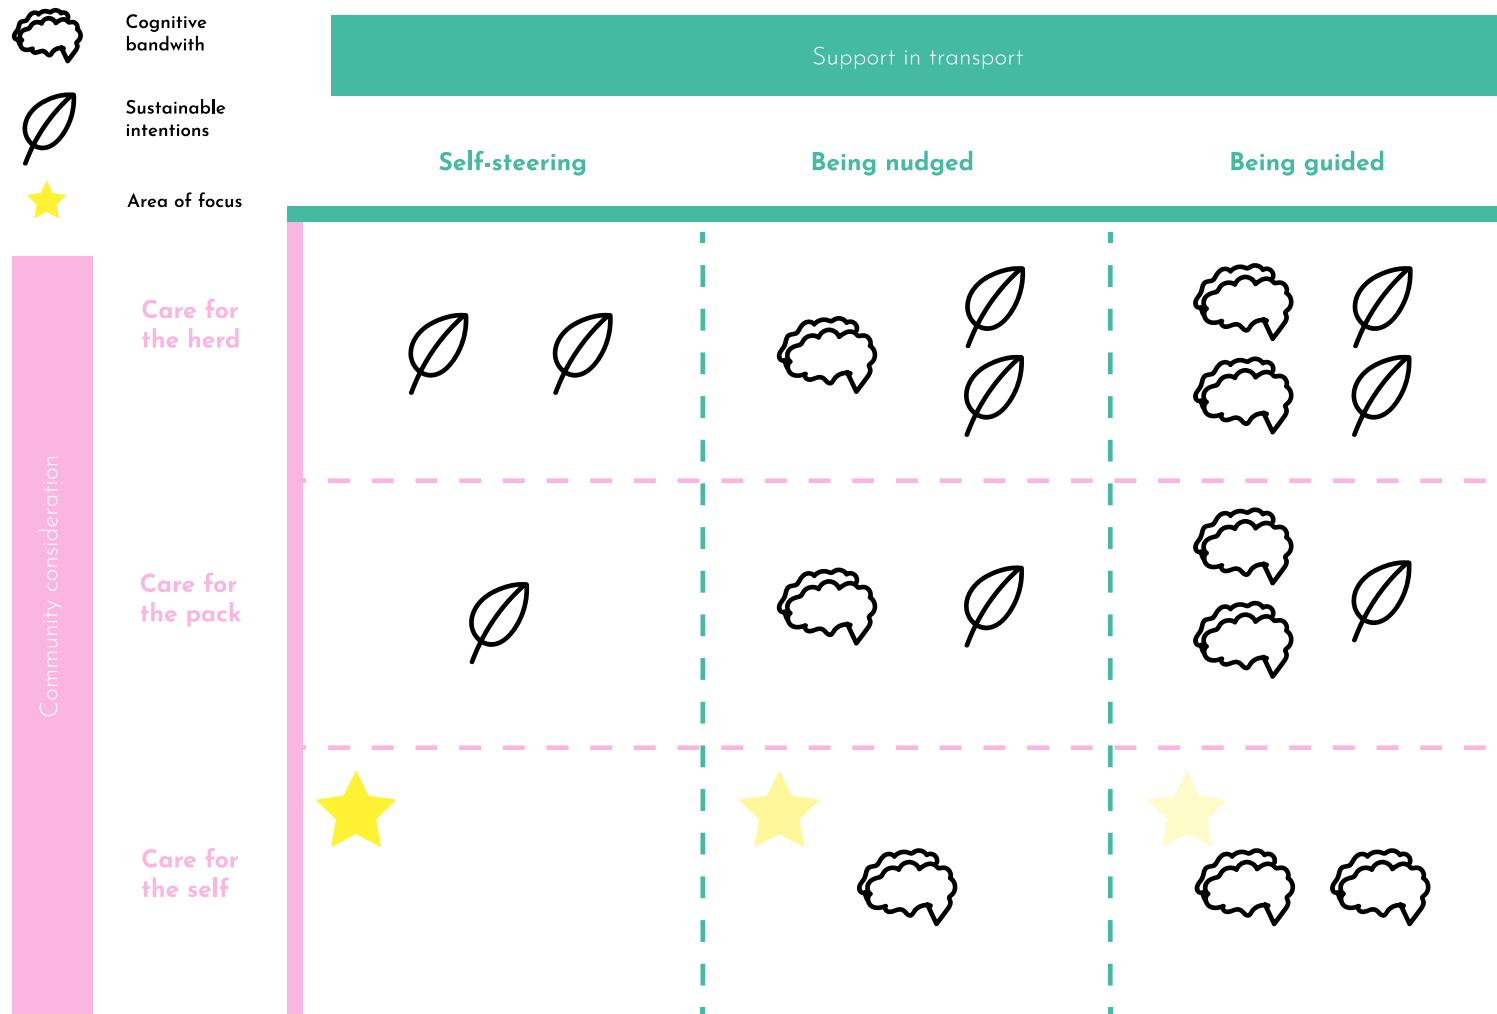 Cognitive
bandwith
Sustainable
intentions
Area of focus
Support in transport
Self-steering
Being nudged
Being guided
Community consideration
Care for
the herd
Care for
the pack
Care for
the self